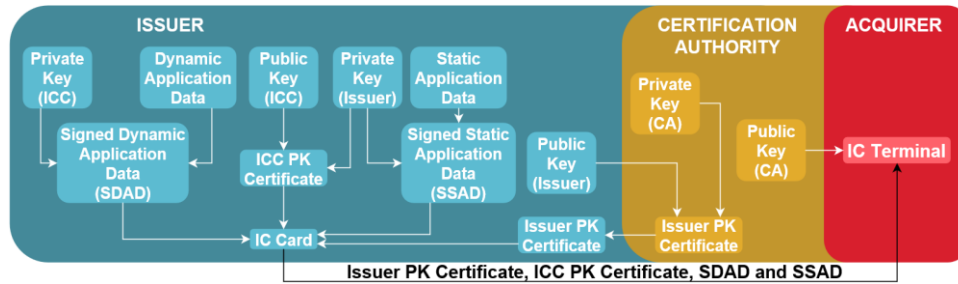 ISSUER
CERTIFICATION
AUTHORITY
ACQUIRER
Private
Key
(ICC)
Dynamic
Application
Data
Public
Key
(ICC)
Private
Key
(Issuer)
Static
Application
Data
Private
Key
(CA)
Signed Dynamic
Application
Data
(SDAD)
ICC PK
Certificate
Signed Static
Application
Data
(SSAD)
Public
Key
(Issuer)
Public
Key
(CA)
IC Terminal
IC Card
Issuer PK
Certificate
Issuer PK
Certificate
Issuer PK Certificate, ICC PK Certificate, SDAD and SSAD